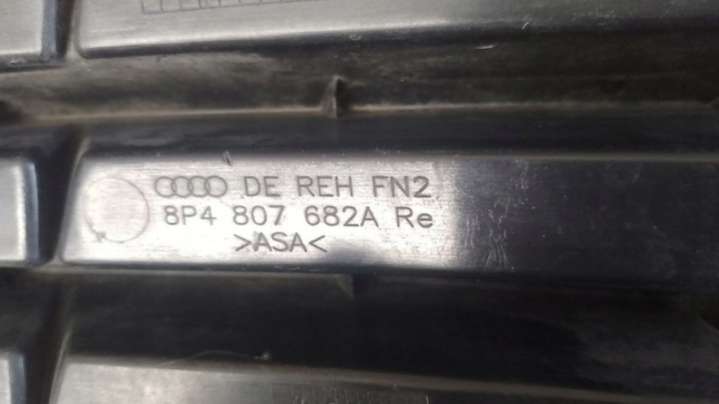 DE REH FN2
8P4 807 682A Re
>ASA<